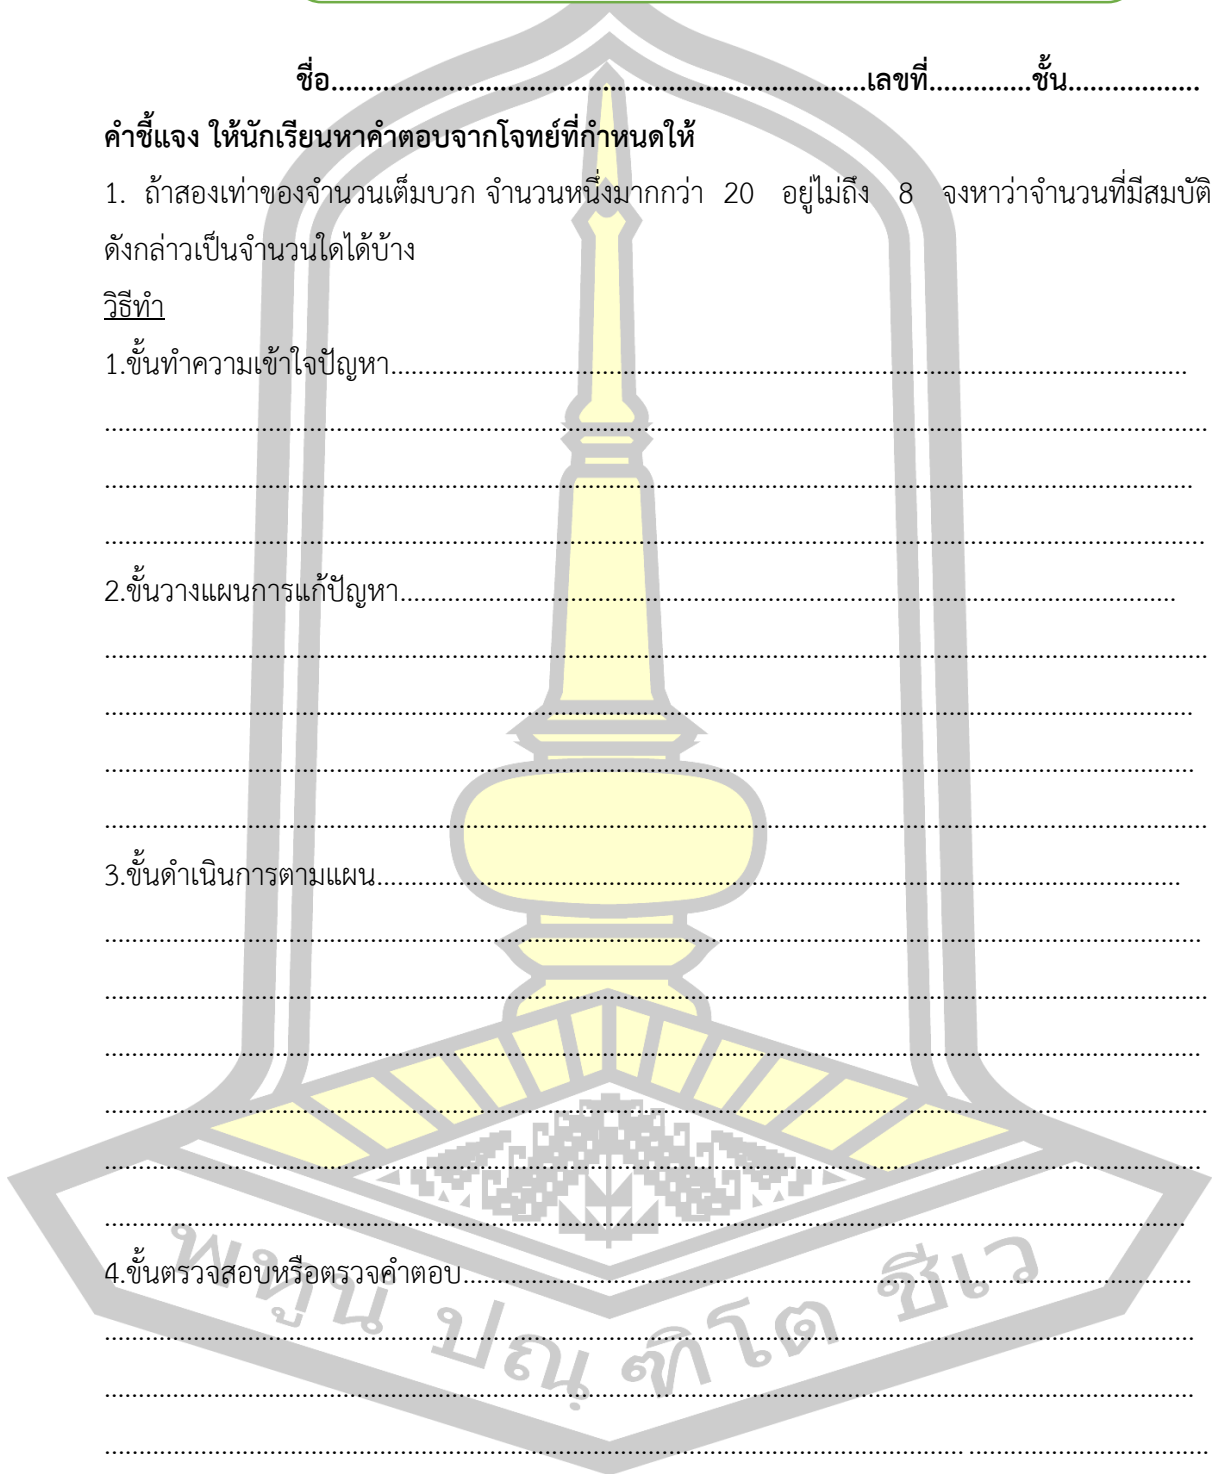 ชื่อ.........................................................................เลขที่..............ชั้น..................
คำชี้แจง ให้นักเรียนหาคำตอบจากโจทย์ที่กำหนดให้
1. ถ้าสองเท่าของจำนวนเต็มบวก จำนวนหนึ่งมากกว่า 20 อยู่ไม่ถึง 8 จงหาว่าจำนวนที่มีสมบัติ
ดังกล่าวเป็นจำนวนใดได้บ้าง
วิธีทำ
1.ขั้นทำความเข้าใจปัญหา....................................................................................................................
2.ขั้นวางแผนการแก้ปัญหา.................................................................................................................
3.ขั้นดำเนินการตามแผน.....................................................................................................................
4.ขั้นตรวจสอบหรือตรวจคำตอบ..........................................................................................................
พหูน ปณฺ ฑิโต ชีเว